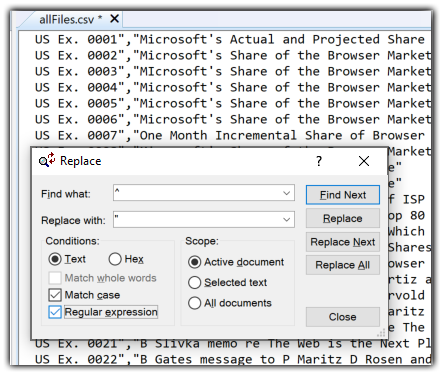 allFiles.csv *
US Ex. 0001","Microsoft's Actual and Projected Share
US Ex. 0002","Microsoft's Share of the Browser Market
US Ex. 0003","MIcrosoft's Share of the Browser Market
US Ex. 0004","Microsoft's Share of the Browser Market
US Ex. 0005","Microsoft's Share of the Browser Market
US Ex. 0006","Microsoft's Share of the Browser Market
US Ex. 0007","One Month Incremental Share of Browser
Replace
Find what: ^
Find Next
Replace with: "
Replace
Replace Next
Replace All
Close
Conditions:
Text Hex
Match whole words
Match case
Regular expression
Scope:
Active document
Selected text
All documents
ISP
80
Which
Shares
US Ex. 0021","B Slivka memo re The Web is the Next Pl
US Ex. 0022","B Gates message to P Maritz D Rosen and